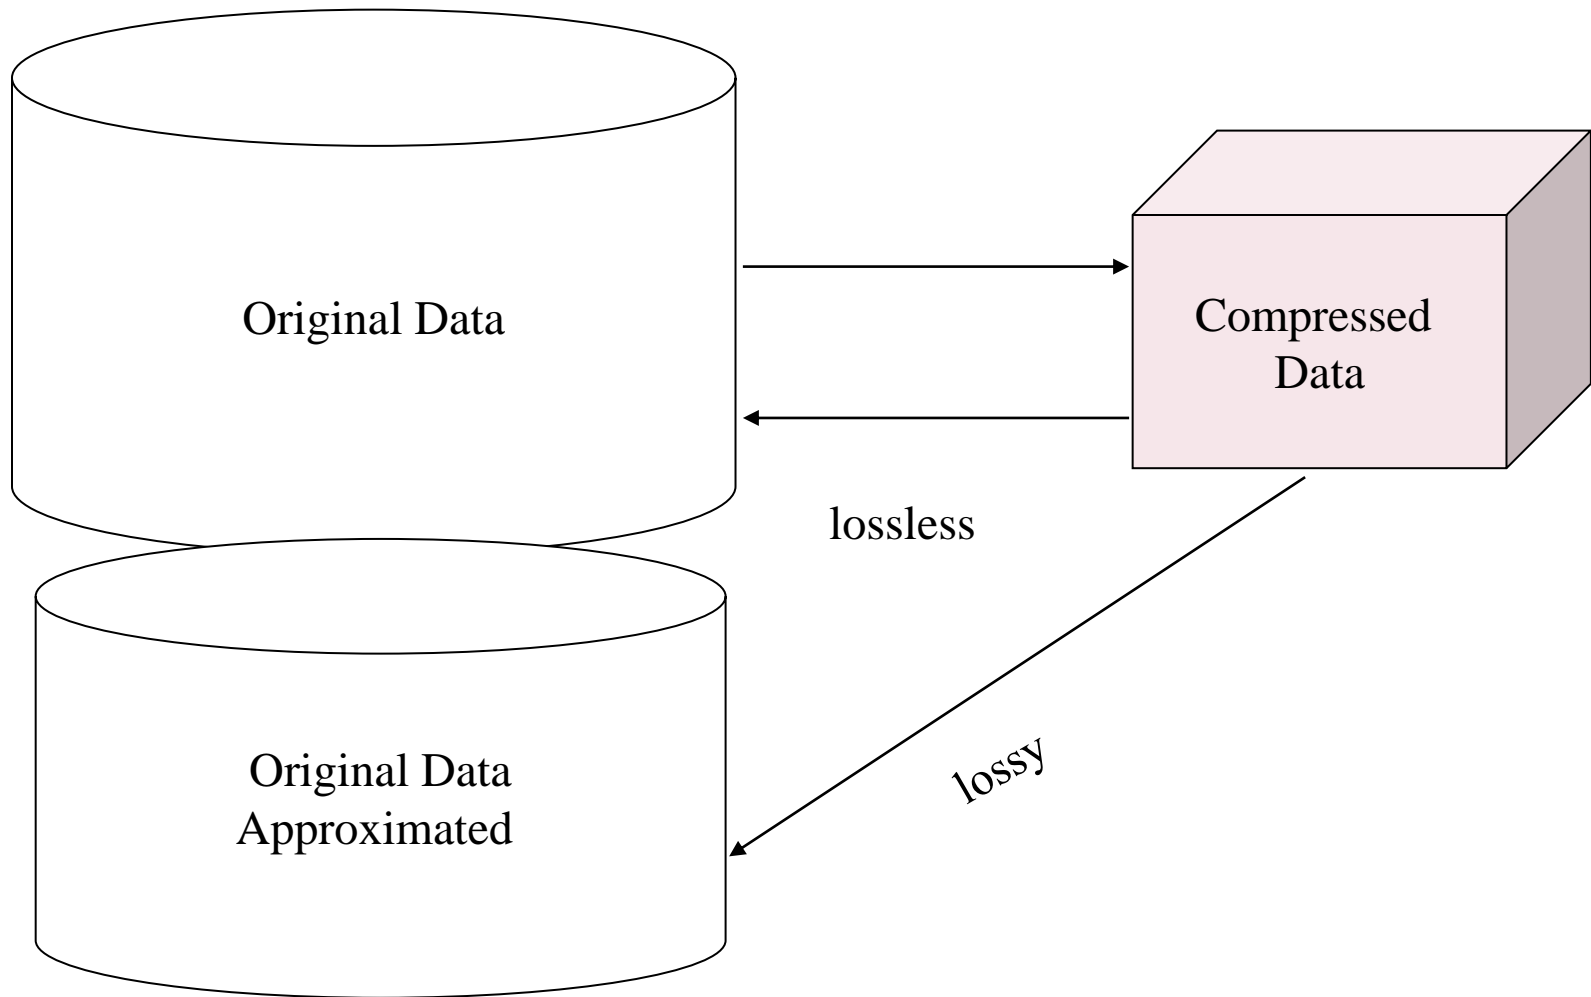 Original Data
Compressed
Data
lossless
lossy
Original Data
Approximated